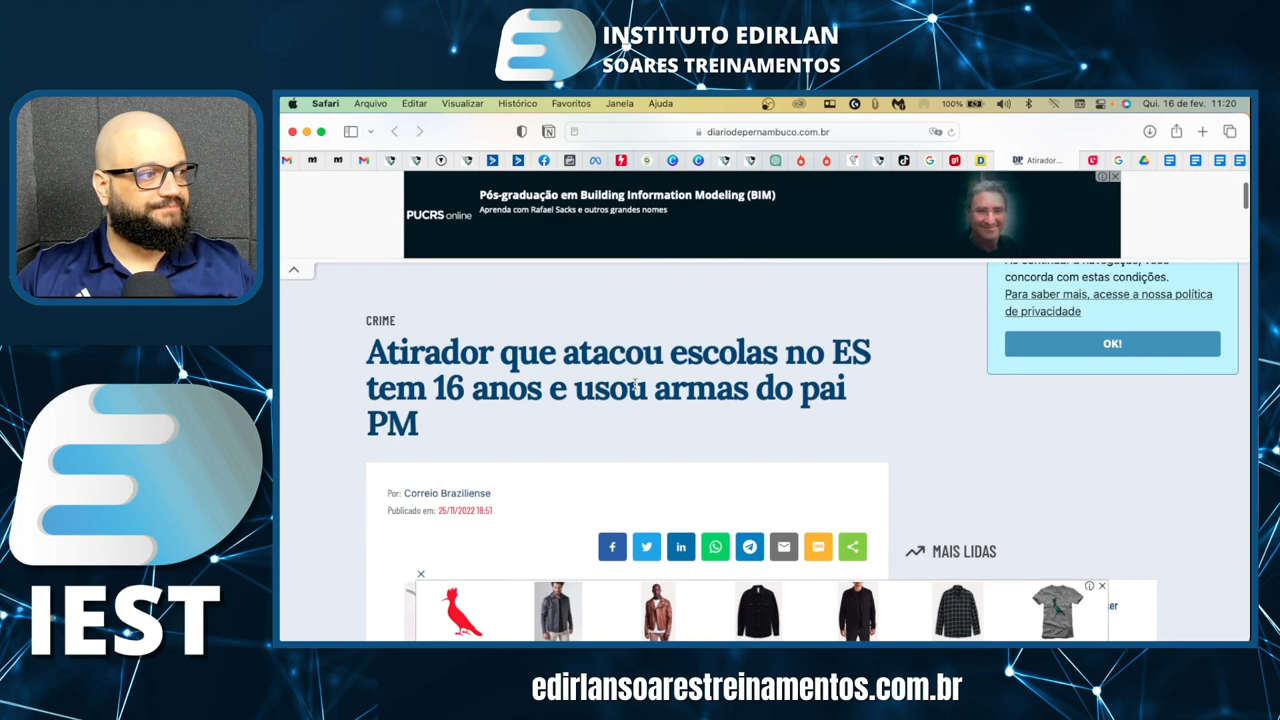 INSTITUTO EDIRLAN
SOARES TREINAMENTOS
Safari Arquivo Editar Visualizar Histórico Favoritos Janela Ajuda 100% Qui. 16 de fev. 11:20
diariodepernambuco.com.br
DP Atirador...
PUCRS online
Pós-graduação em Building Information Modeling (BIM)
Aprenda com Rafael Sacks e outros grandes nomes
concorda com estas condições.
Para saber mais, acesse a nossa política
de privacidade
OK!
CRIME
Atirador que atacou escolas no ES
tem 16 anos e usou armas do pai
PM
Por: Correio Braziliense
Publicado em: 25/11/2022 18:51
MAIS LIDAS
IEST
edirlansoarestreinamentos.com.br